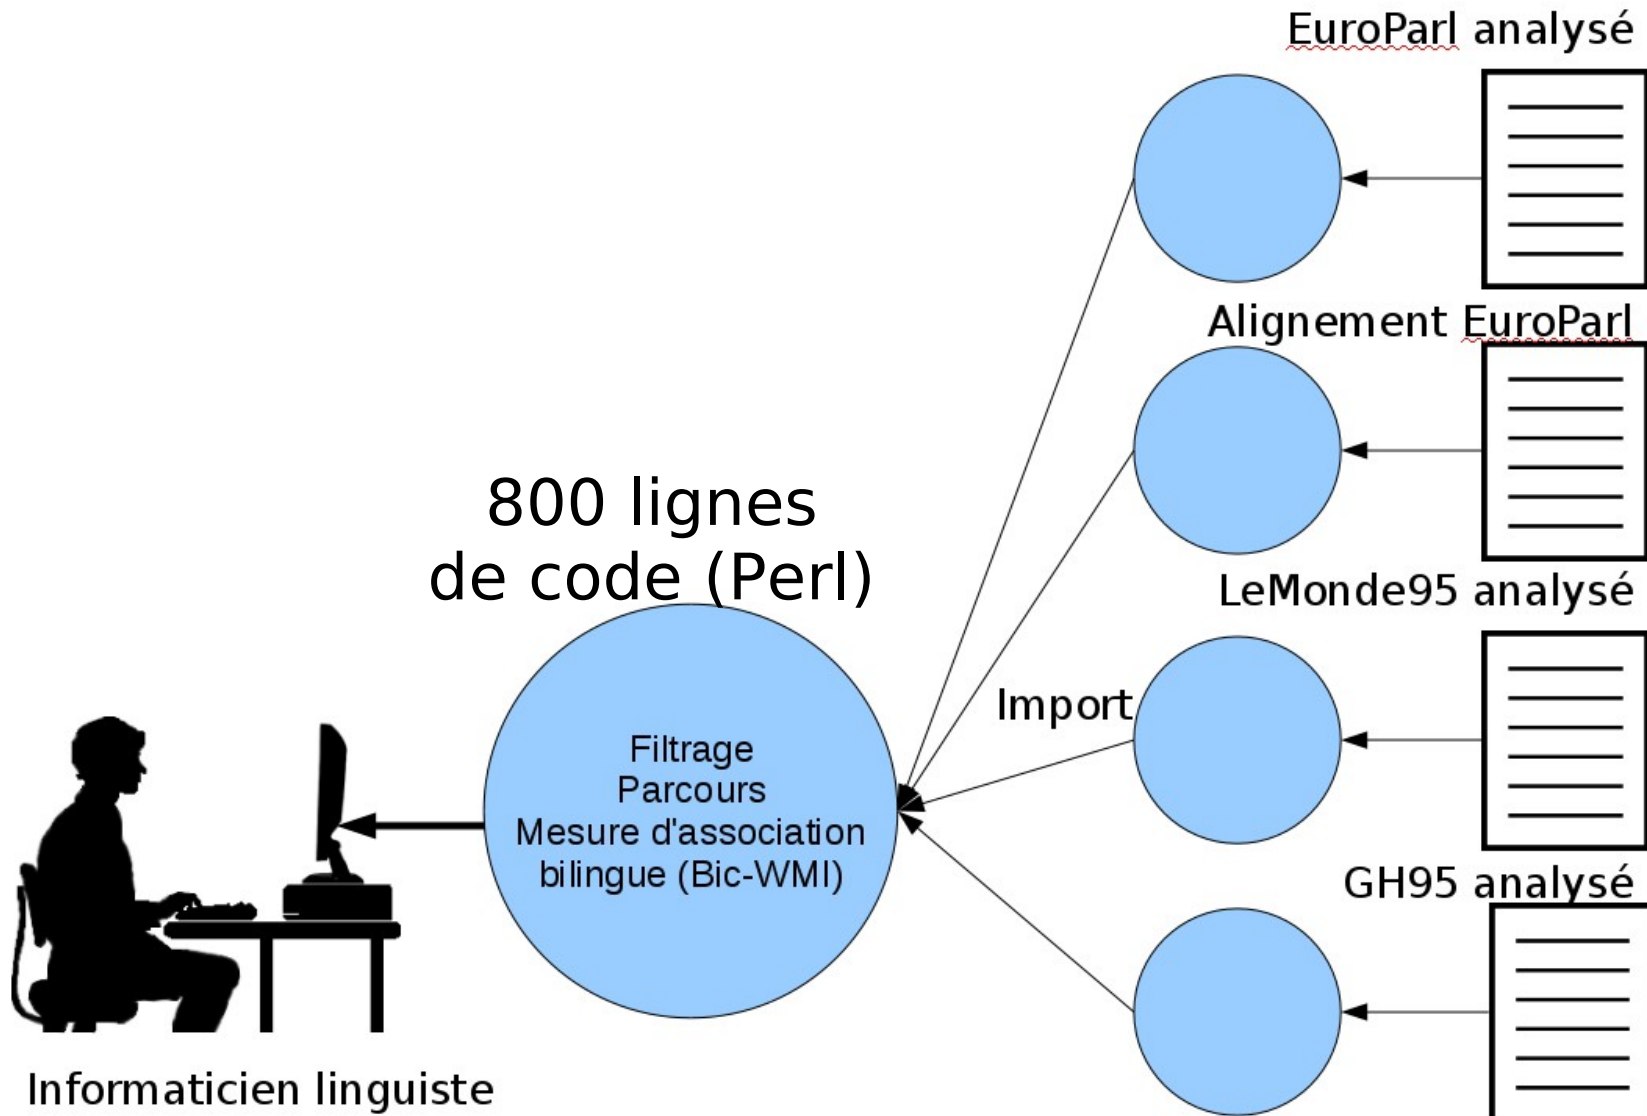 EuroParl analysé
Alignement EuroParl
800 lignes
de code (Perl)
LeMonde95 analysé
Import
Filtrage
Parcours
Mesure d'association
bilingue (Bic-WMI)
GH95 analysé
Informaticien linguiste